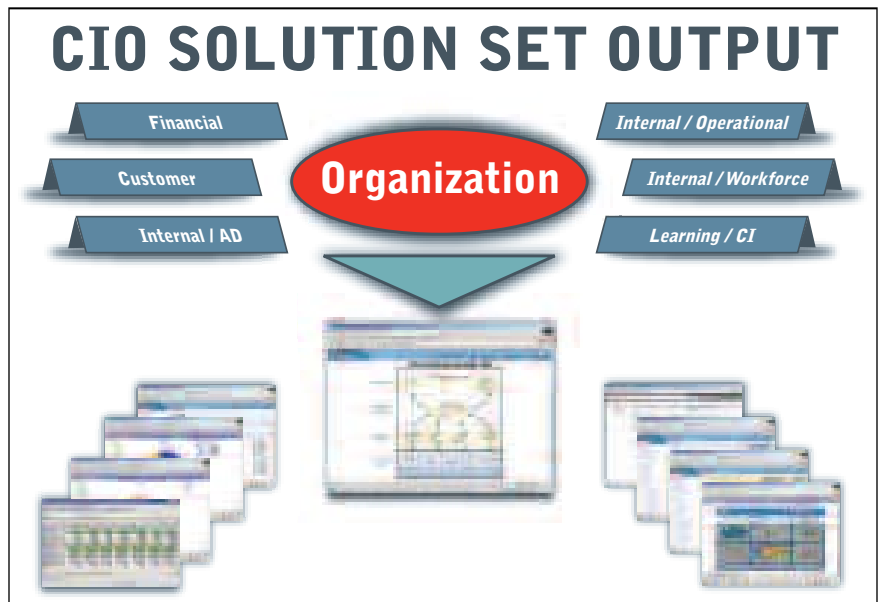 CIO SOLUTION SET OUTPUT
Financial
Customer
Internal / AD
Organization
Internal / Operational
Internal / Workforce
Learning / CI